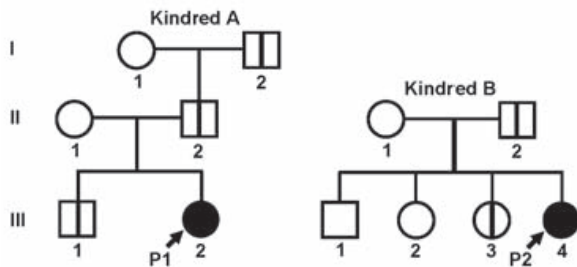 Kindred A
I
1 2
Kindred B
II
1 2 1 2
III
1 P1 2 1 2 3 P2 4